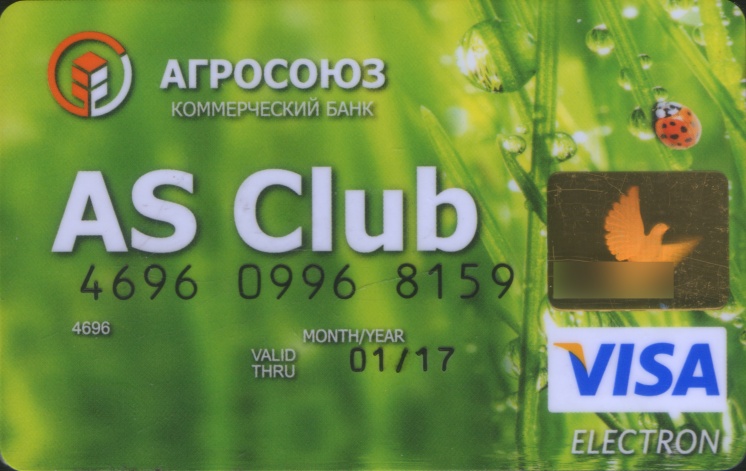 АГРОСОЮЗ
КОММЕРЧЕСКИЙ БАНК
AS Club
4696 0996 8159
4696
MONTH/YEAR
VALID THRU 01/17
VISA
ELECTRON